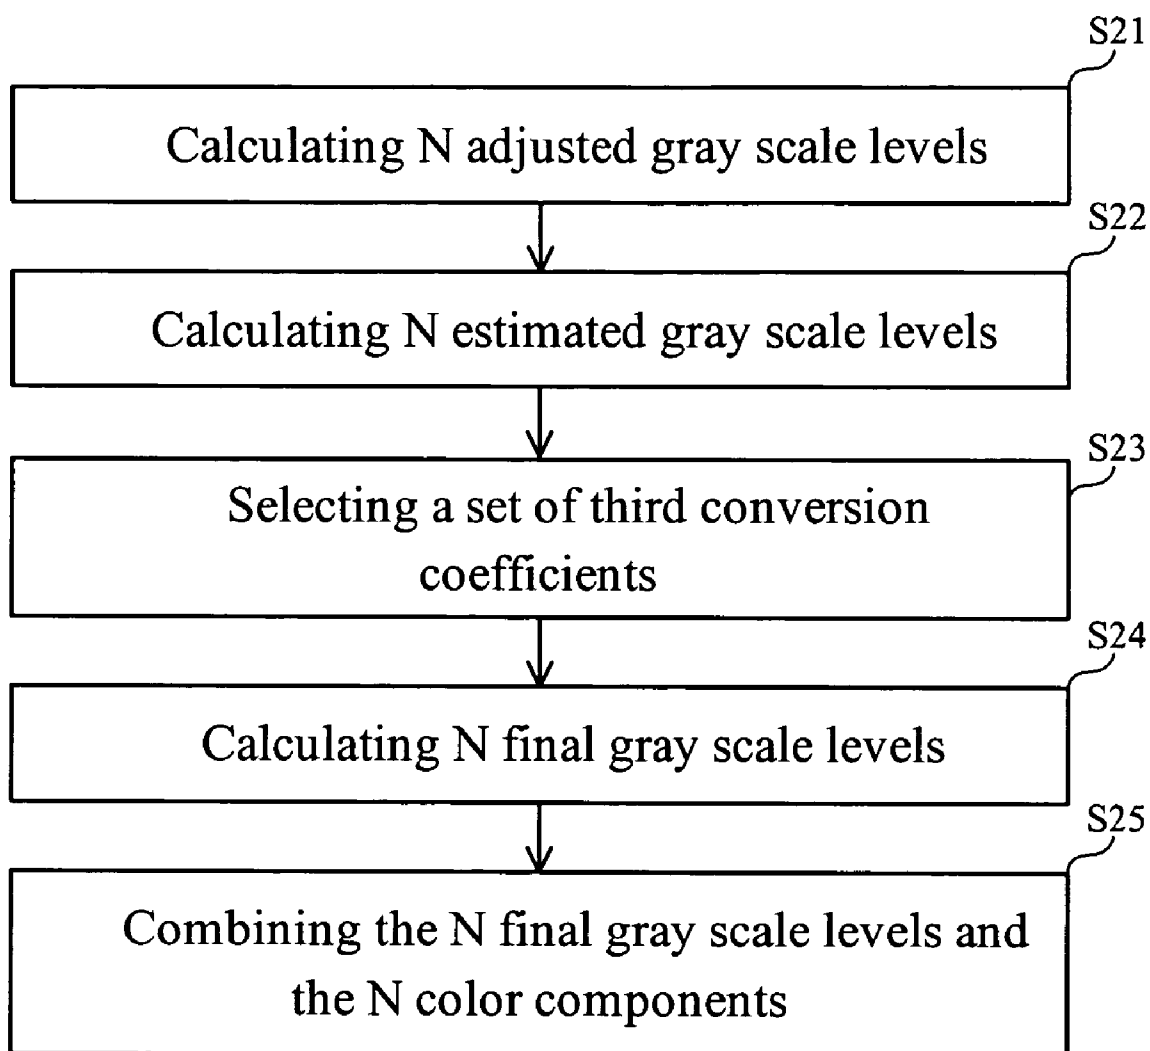 S21
Calculating N adjusted gray scale levels
S22
Calculating N estimated gray scale levels
S23
Selecting a set of third conversion
coefficients
S24
Calculating N final gray scale levels
S25
Combining the N final gray scale levels and
the N color components